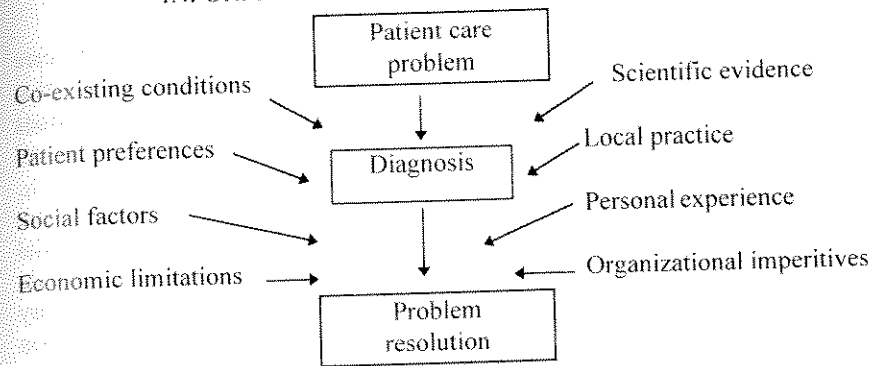 Patient care
problem
Co-existing conditions
Scientific evidence
Patient preferences
Diagnosis
Local practice
Social factors
Personal experience
Economic limitations
Organizational imperitives
Problem
resolution